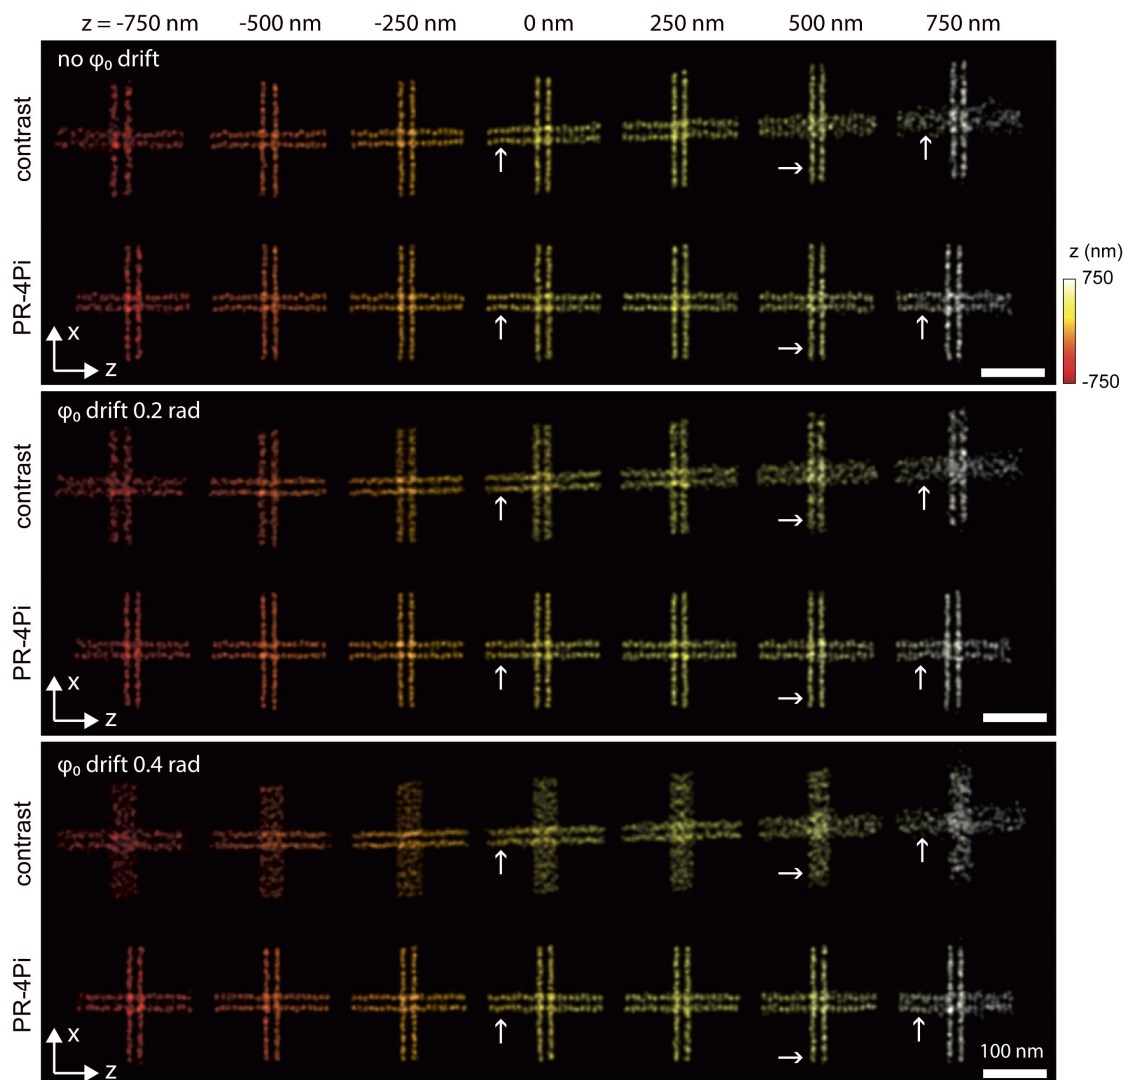 z = -750 nm -500 nm -250 nm 0 nm 250 nm 500 nm 750 nm
no φ₀ drift
contrast
PR-4Pi
x
z
z (nm)
750
-750
φ₀ drift 0.2 rad
contrast
PR-4Pi
x
z
φ₀ drift 0.4 rad
contrast
PR-4Pi
x
z
100 nm